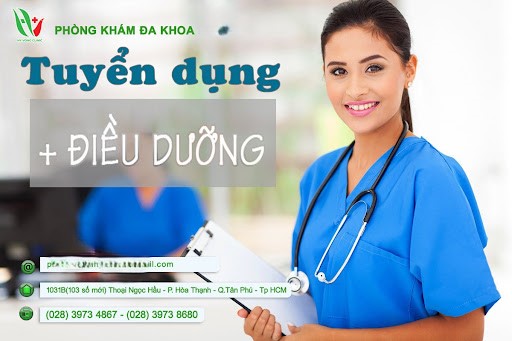 PHÒNG KHÁM ĐA KHOA
Tuyển dụng
+ ĐIỀU DƯỠNG
1031B(103 số mới) Thoại Ngọc Hầu - P. Hòa Thạnh - Q.Tân Phú - Tp HCM
(028) 3973 4867 - (028) 3973 8680